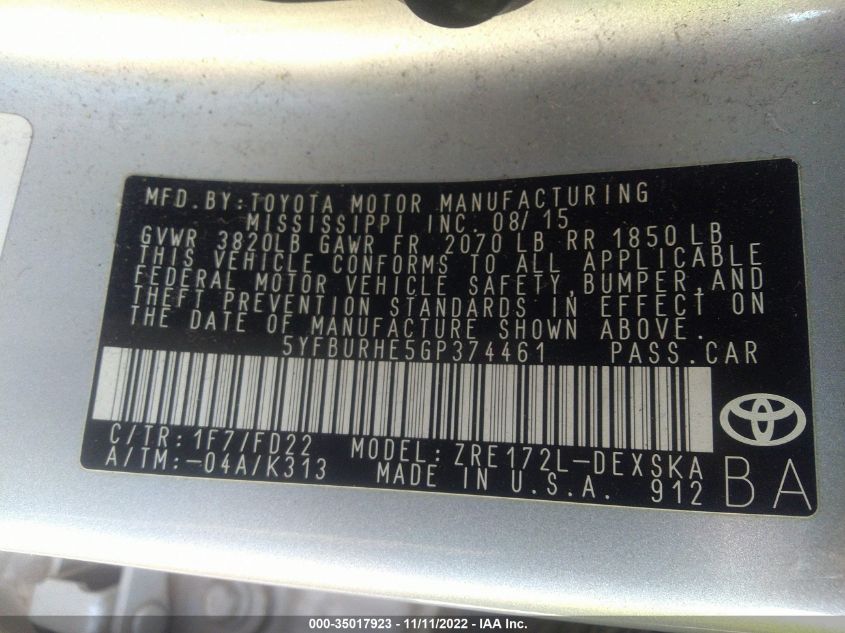 MFD.BY:TOYOTA MOTOR MANUFACTURING
MISSISSIPPI INC. 08/15
GVWR 3820LB GAWR FR 2070 LB RR 1850LB
THIS VEHICLE CONFORMS TO ALL APPLICABLE
FEDERAL MOTOR VEHICLE SAFETY,BUMPER,AND
THEFT PREVENTION STANDARDS IN EFFECT ON
THE DATE OF MANUFACTURE SHOWN ABOVE.
5YFBURHE5GP374461 PASS.CAR
C/TR:1F7/FD22 MODEL:ZRE172L-DEXSKA
A/TM:-04A/K313 MADE IN U.S.A. 912
BA
000-35017923 - 11/11/2022 - IAA Inc.